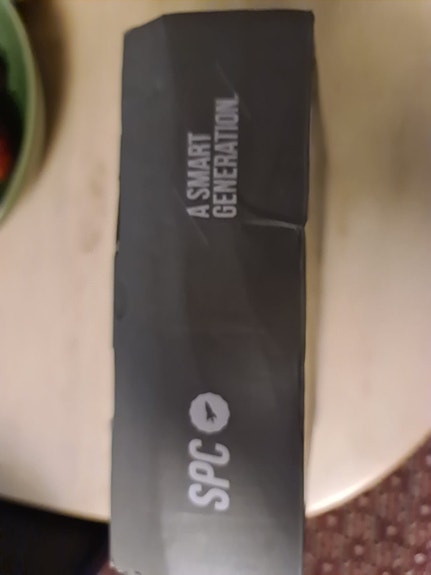 SPC
A SMART
GENERATION.